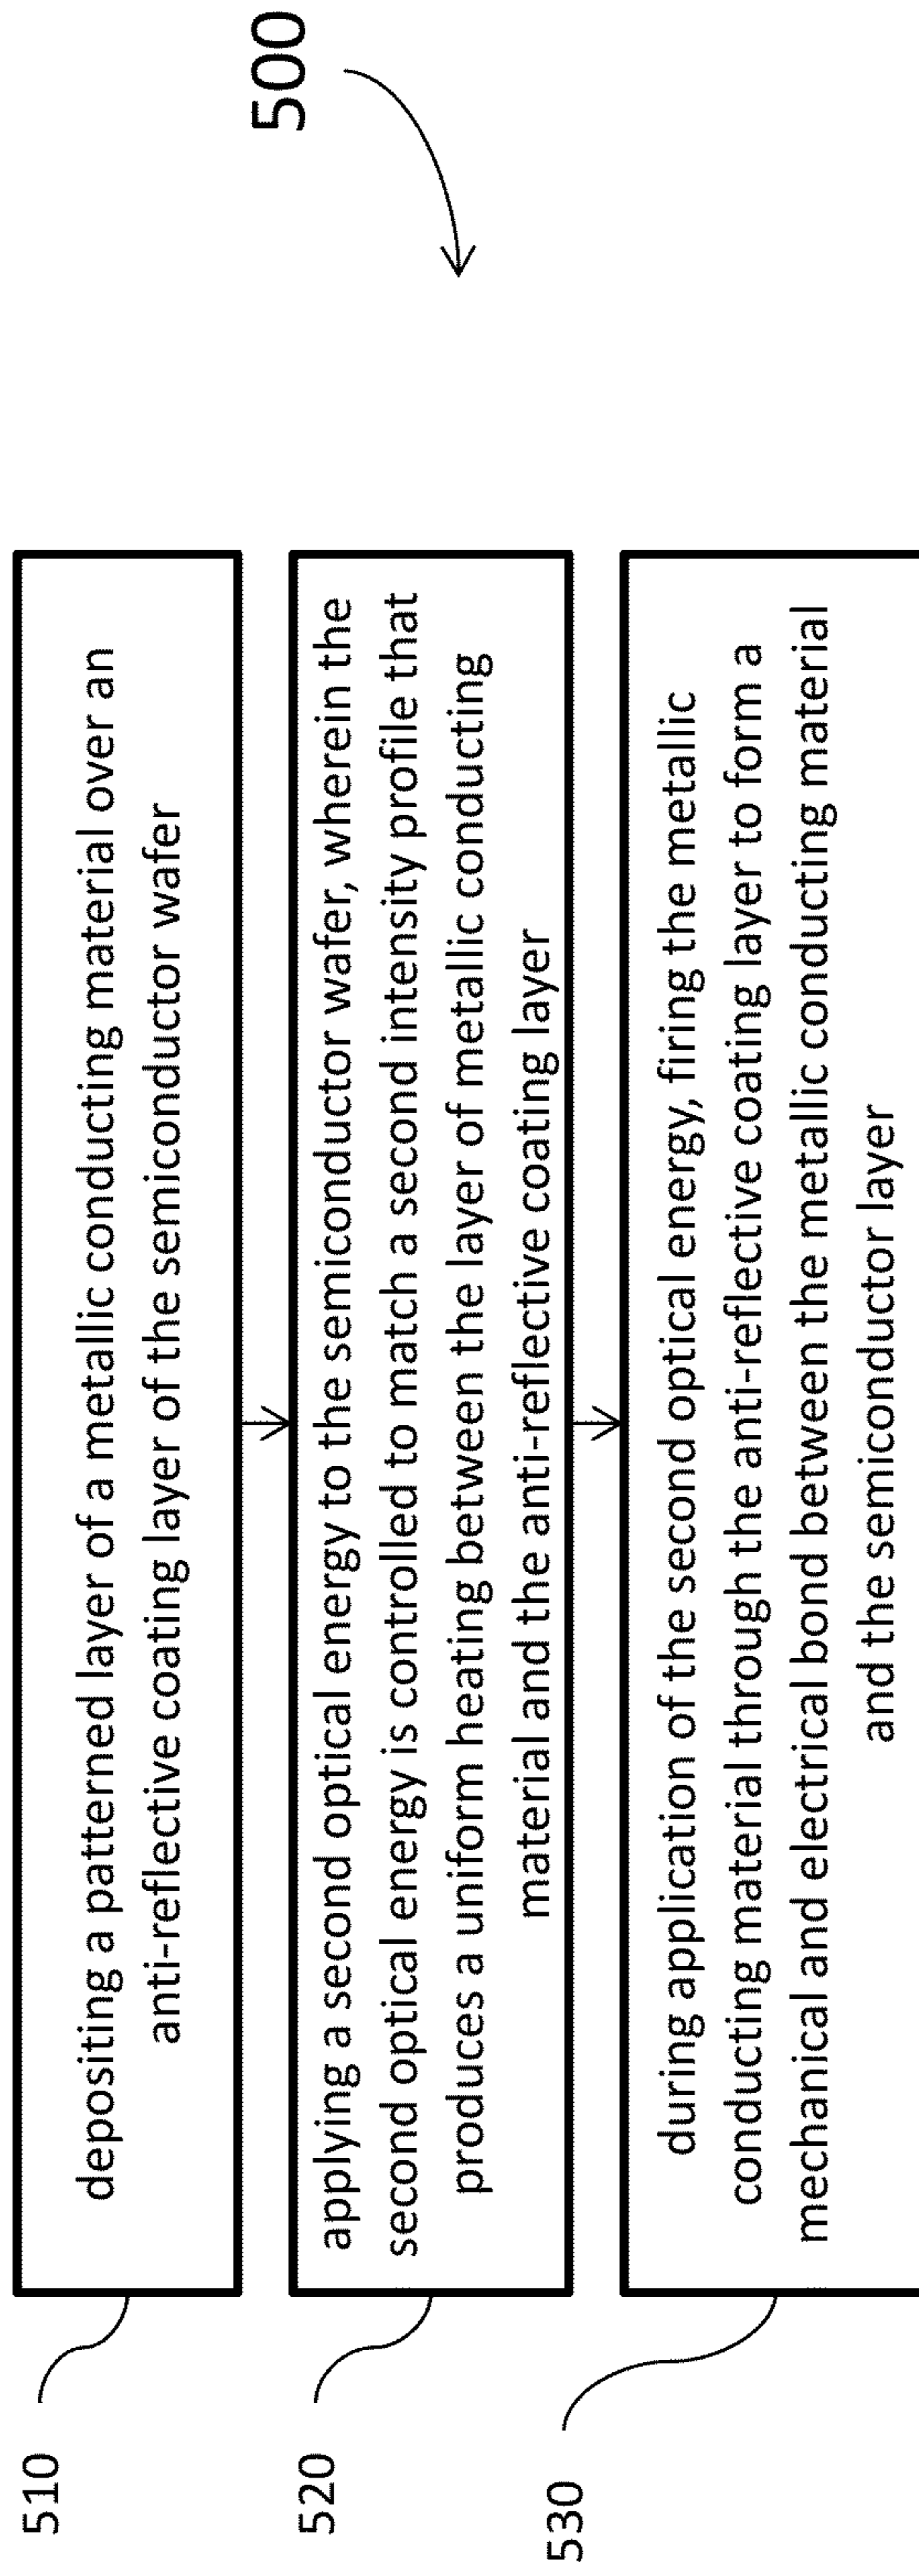 500
510
depositing a patterned layer of a metallic conducting material over an
anti-reflective coating layer of the semiconductor wafer
520
applying a second optical energy to the semiconductor wafer, wherein the
second optical energy is controlled to match a second intensity profile that
produces a uniform heating between the layer of metallic conducting
material and the anti-reflective coating layer
530
during application of the second optical energy, firing the metallic
conducting material through the anti-reflective coating layer to form a
mechanical and electrical bond between the metallic conducting material
and the semiconductor layer